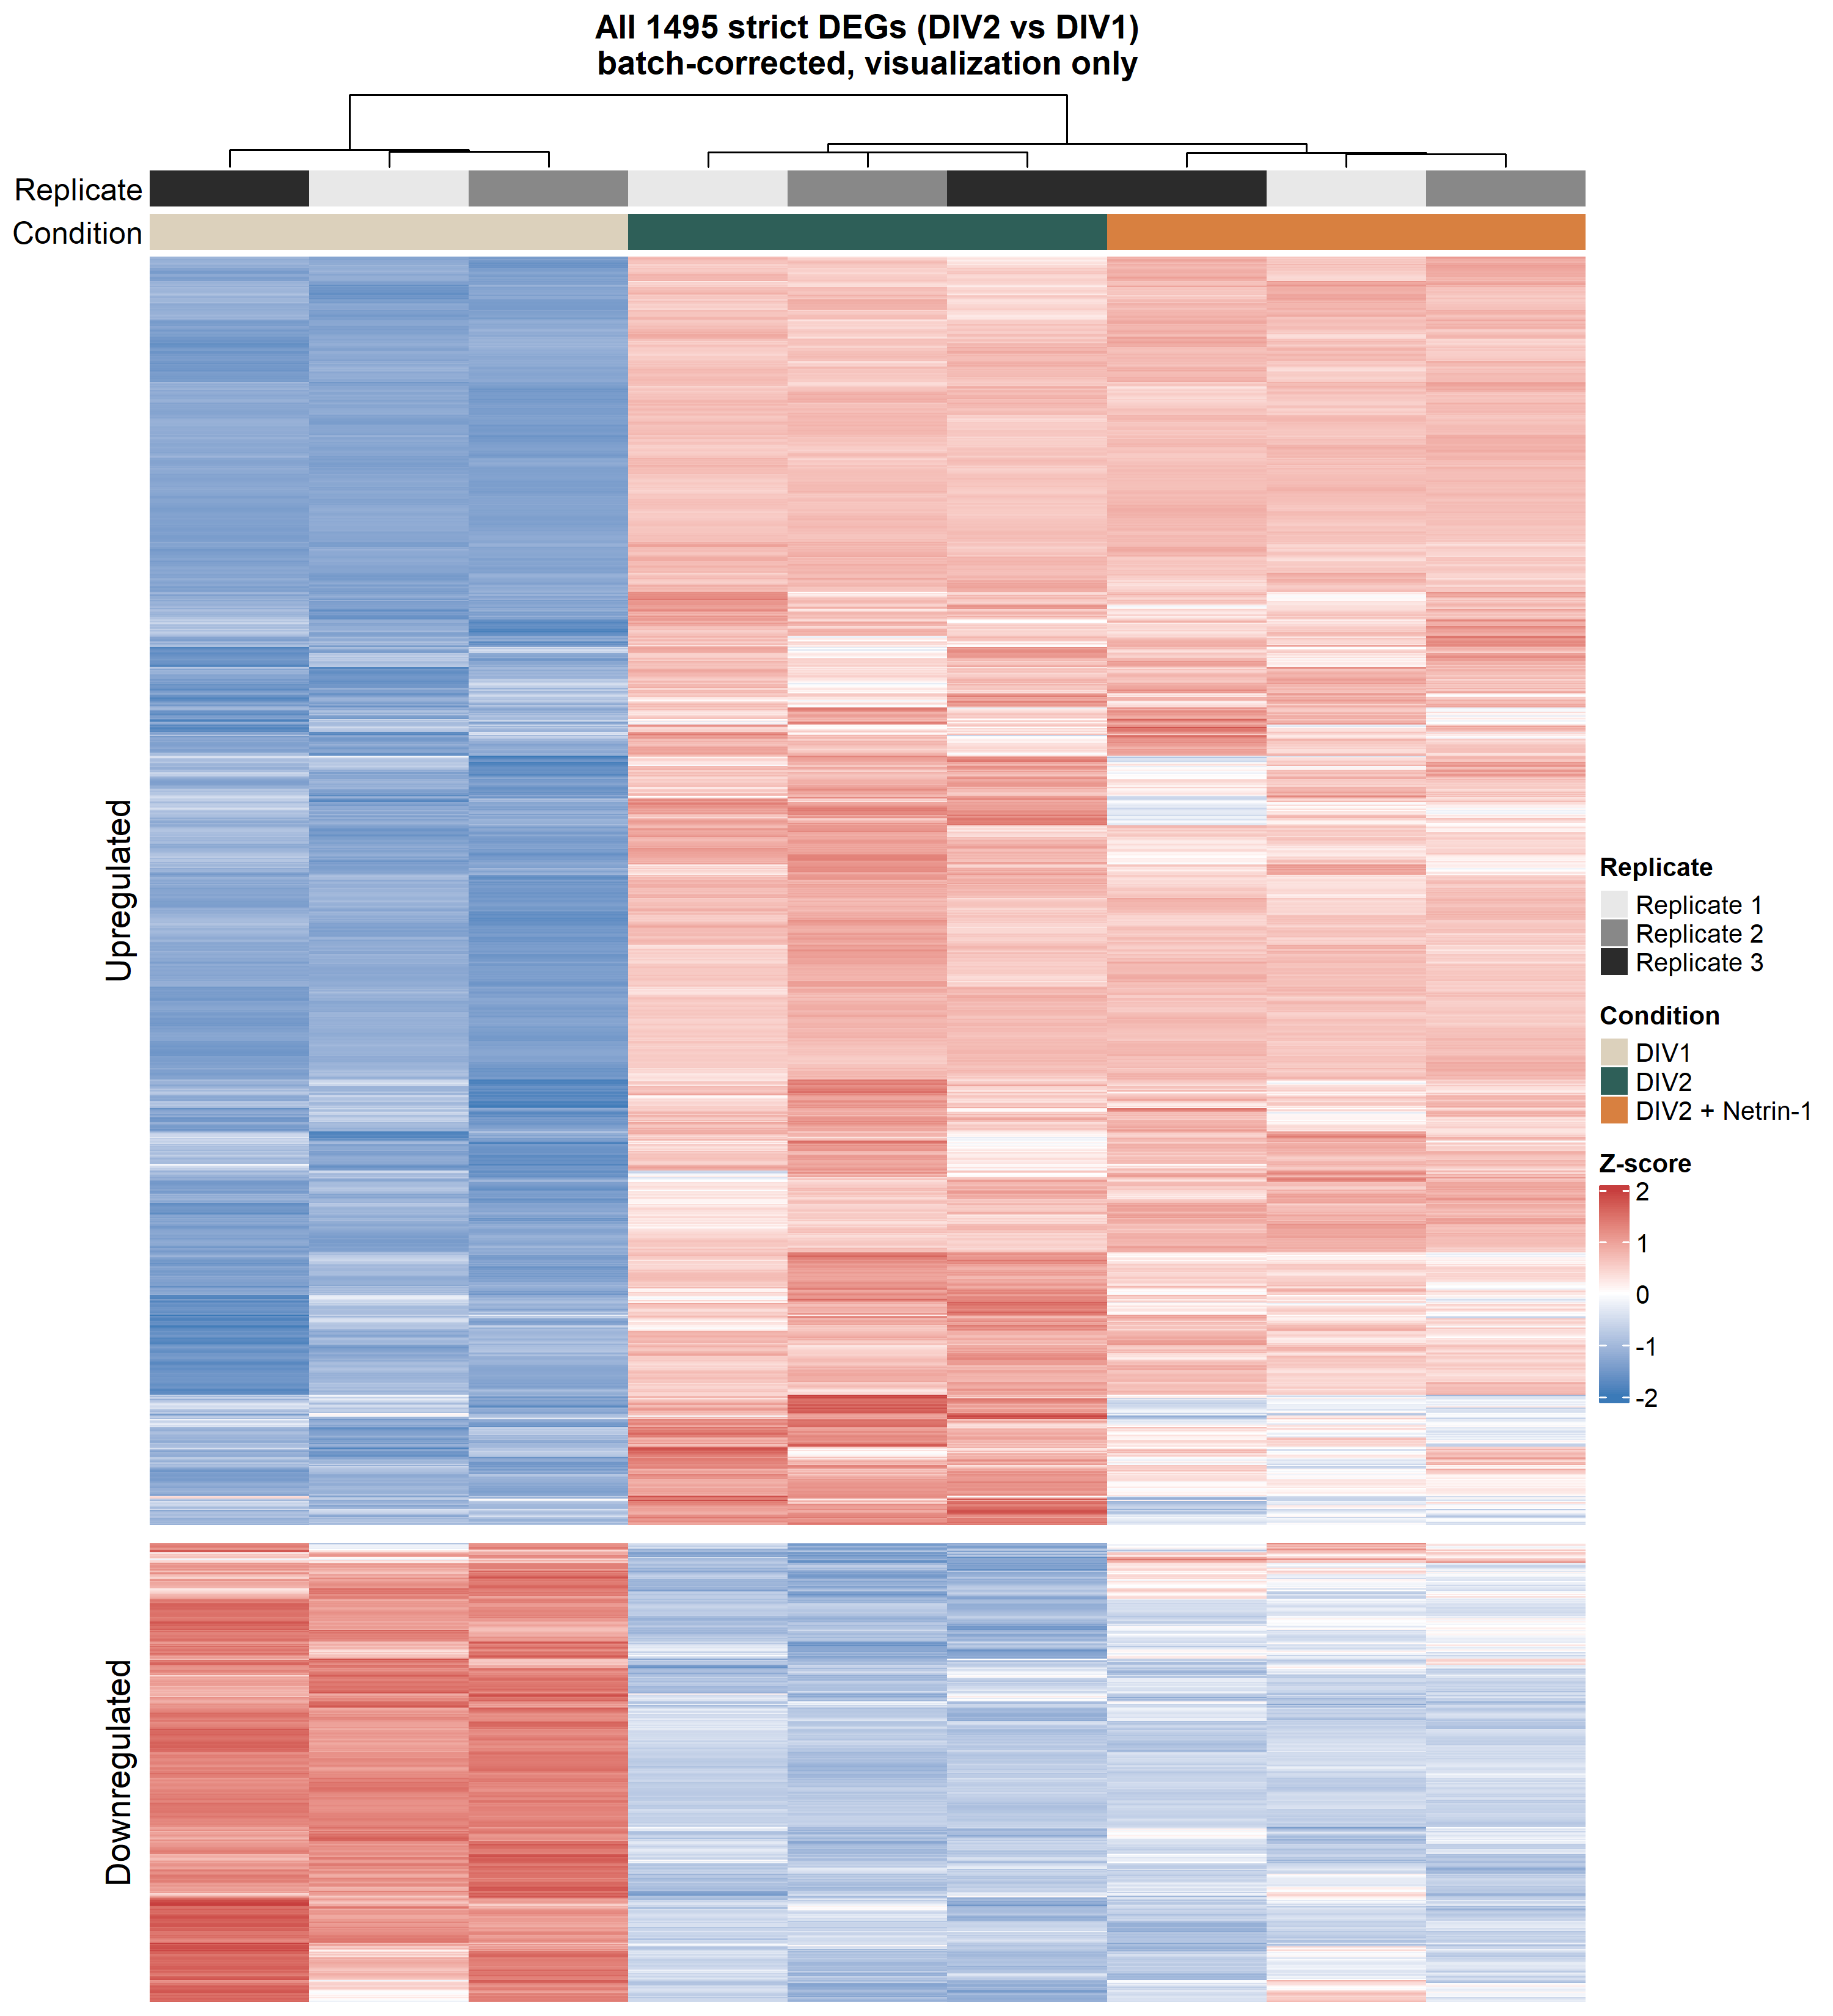 All 1495 strict DEGs (DIV2 vs DIV1)
batch-corrected, visualization only
Replicate
Condition
Upregulated
Downregulated
Replicate
Replicate 1
Replicate 2
Replicate 3
Condition
DIV1
DIV2
DIV2 + Netrin-1
Z-score
2
1
0
-1
-2